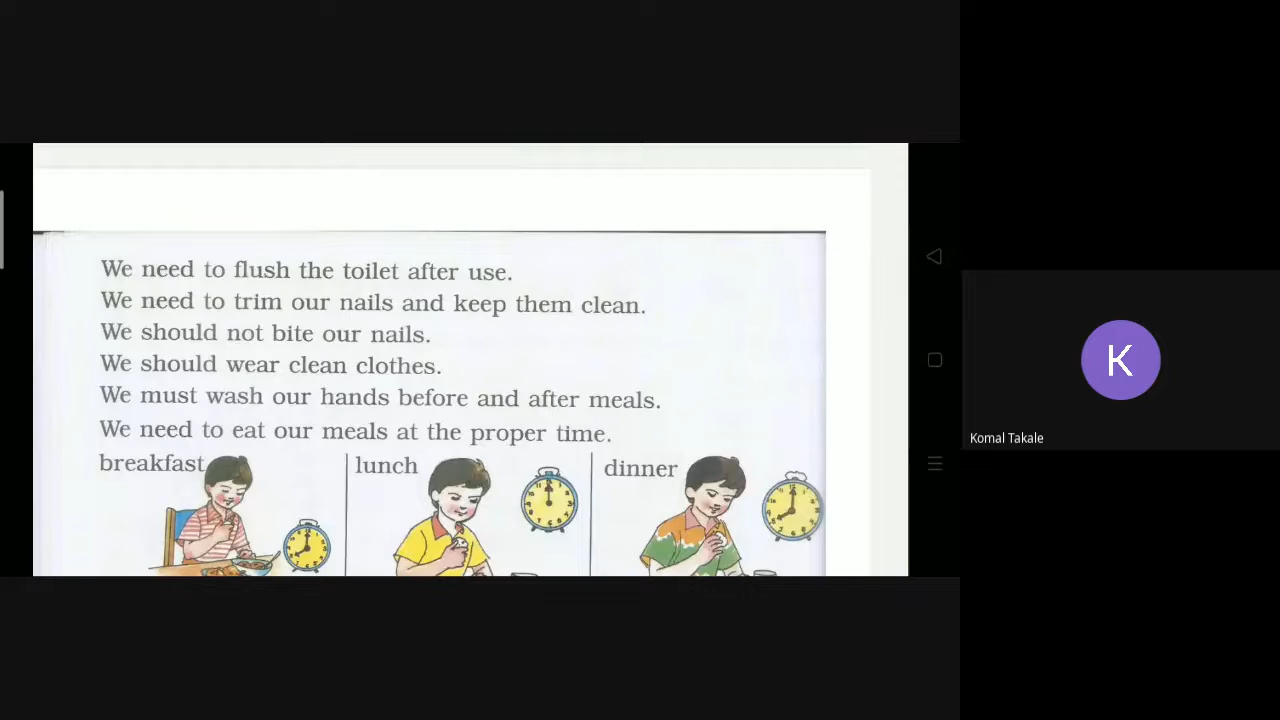 We need to flush the toilet after use.
We need to trim our nails and keep them clean.
We should not bite our nails.
We should wear clean clothes.
We must wash our hands before and after meals.
We need to eat our meals at the proper time.
breakfast lunch dinner
K
Komal Takale